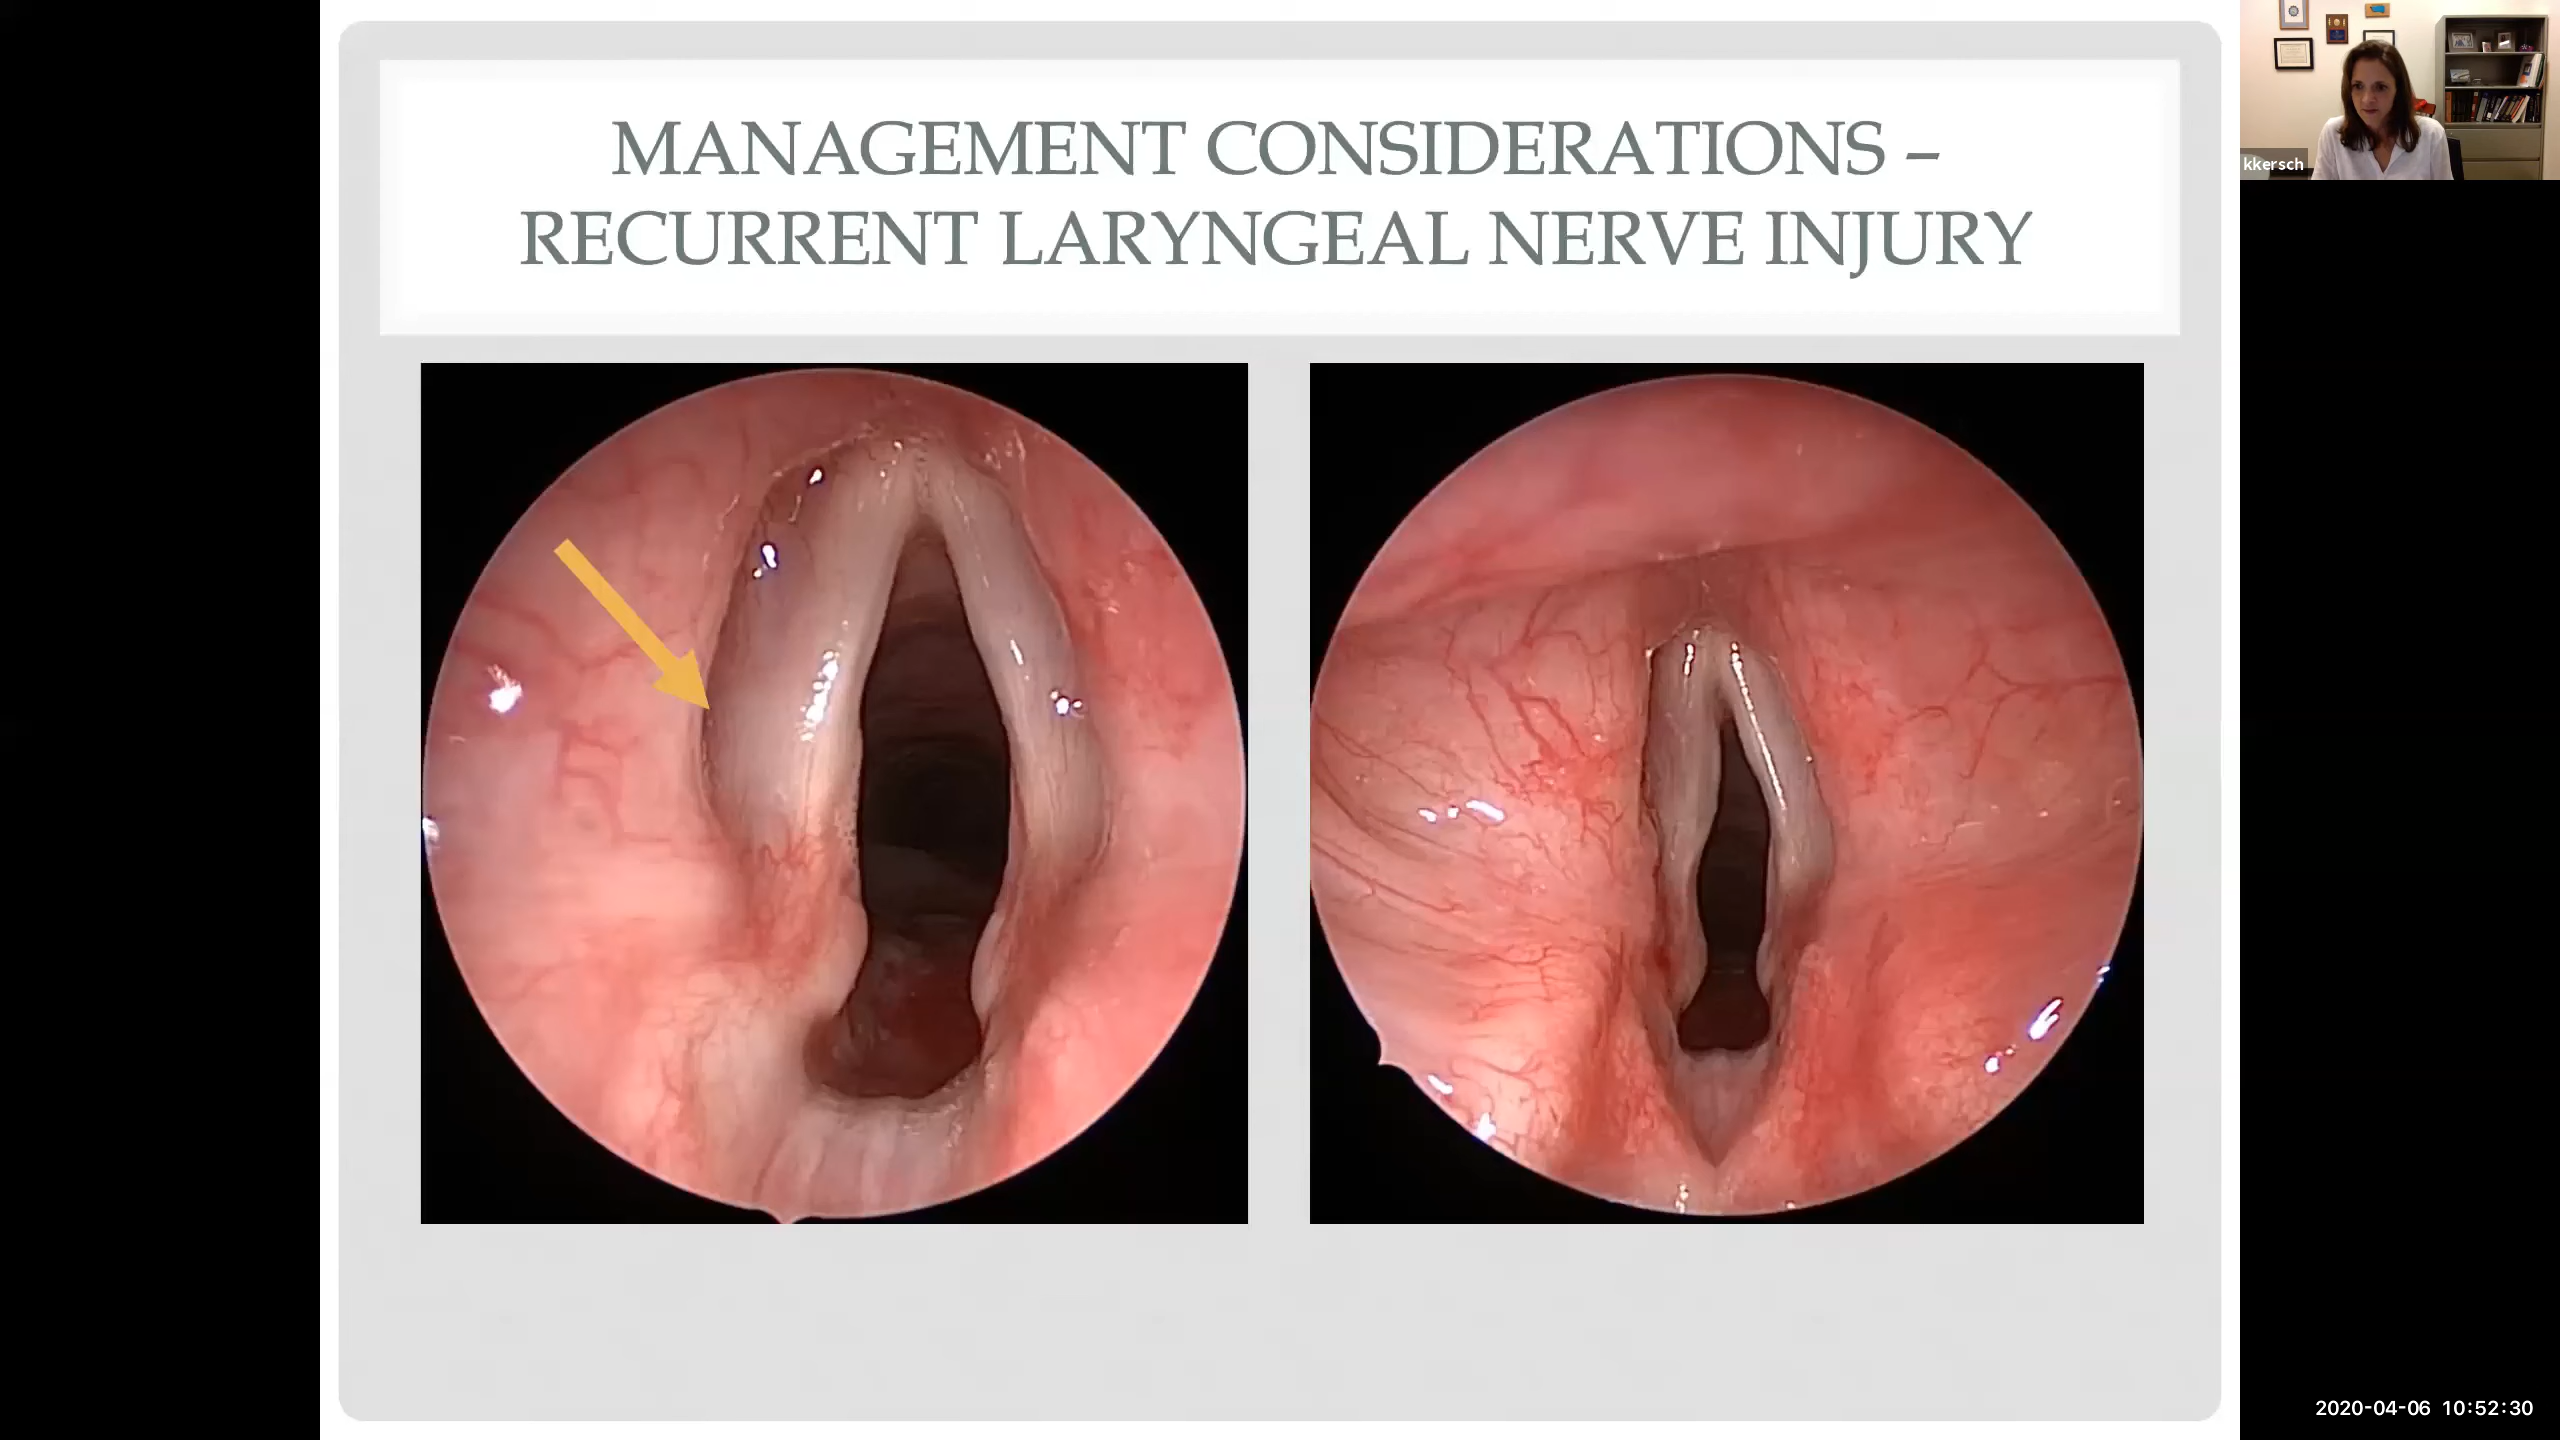 MANAGEMENT CONSIDERATIONS –
RECURRENT LARYNGEAL NERVE INJURY
kkersch
2020-04-06 10:52:30